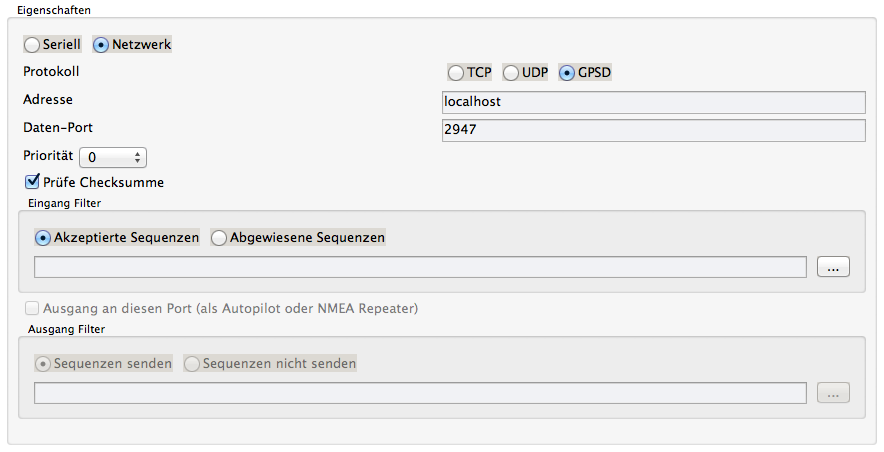 Eigenschaften
Seriell Netzwerk
Protokoll TCP UDP GPSD
Adresse localhost
Daten-Port 2947
Priorität 0
Prüfe Checksumme
Eingang Filter
Akzeptierte Sequenzen Abgewiesene Sequenzen
...
Ausgang an diesen Port (als Autopilot oder NMEA Repeater)
Ausgang Filter
Sequenzen senden Sequenzen nicht senden
...